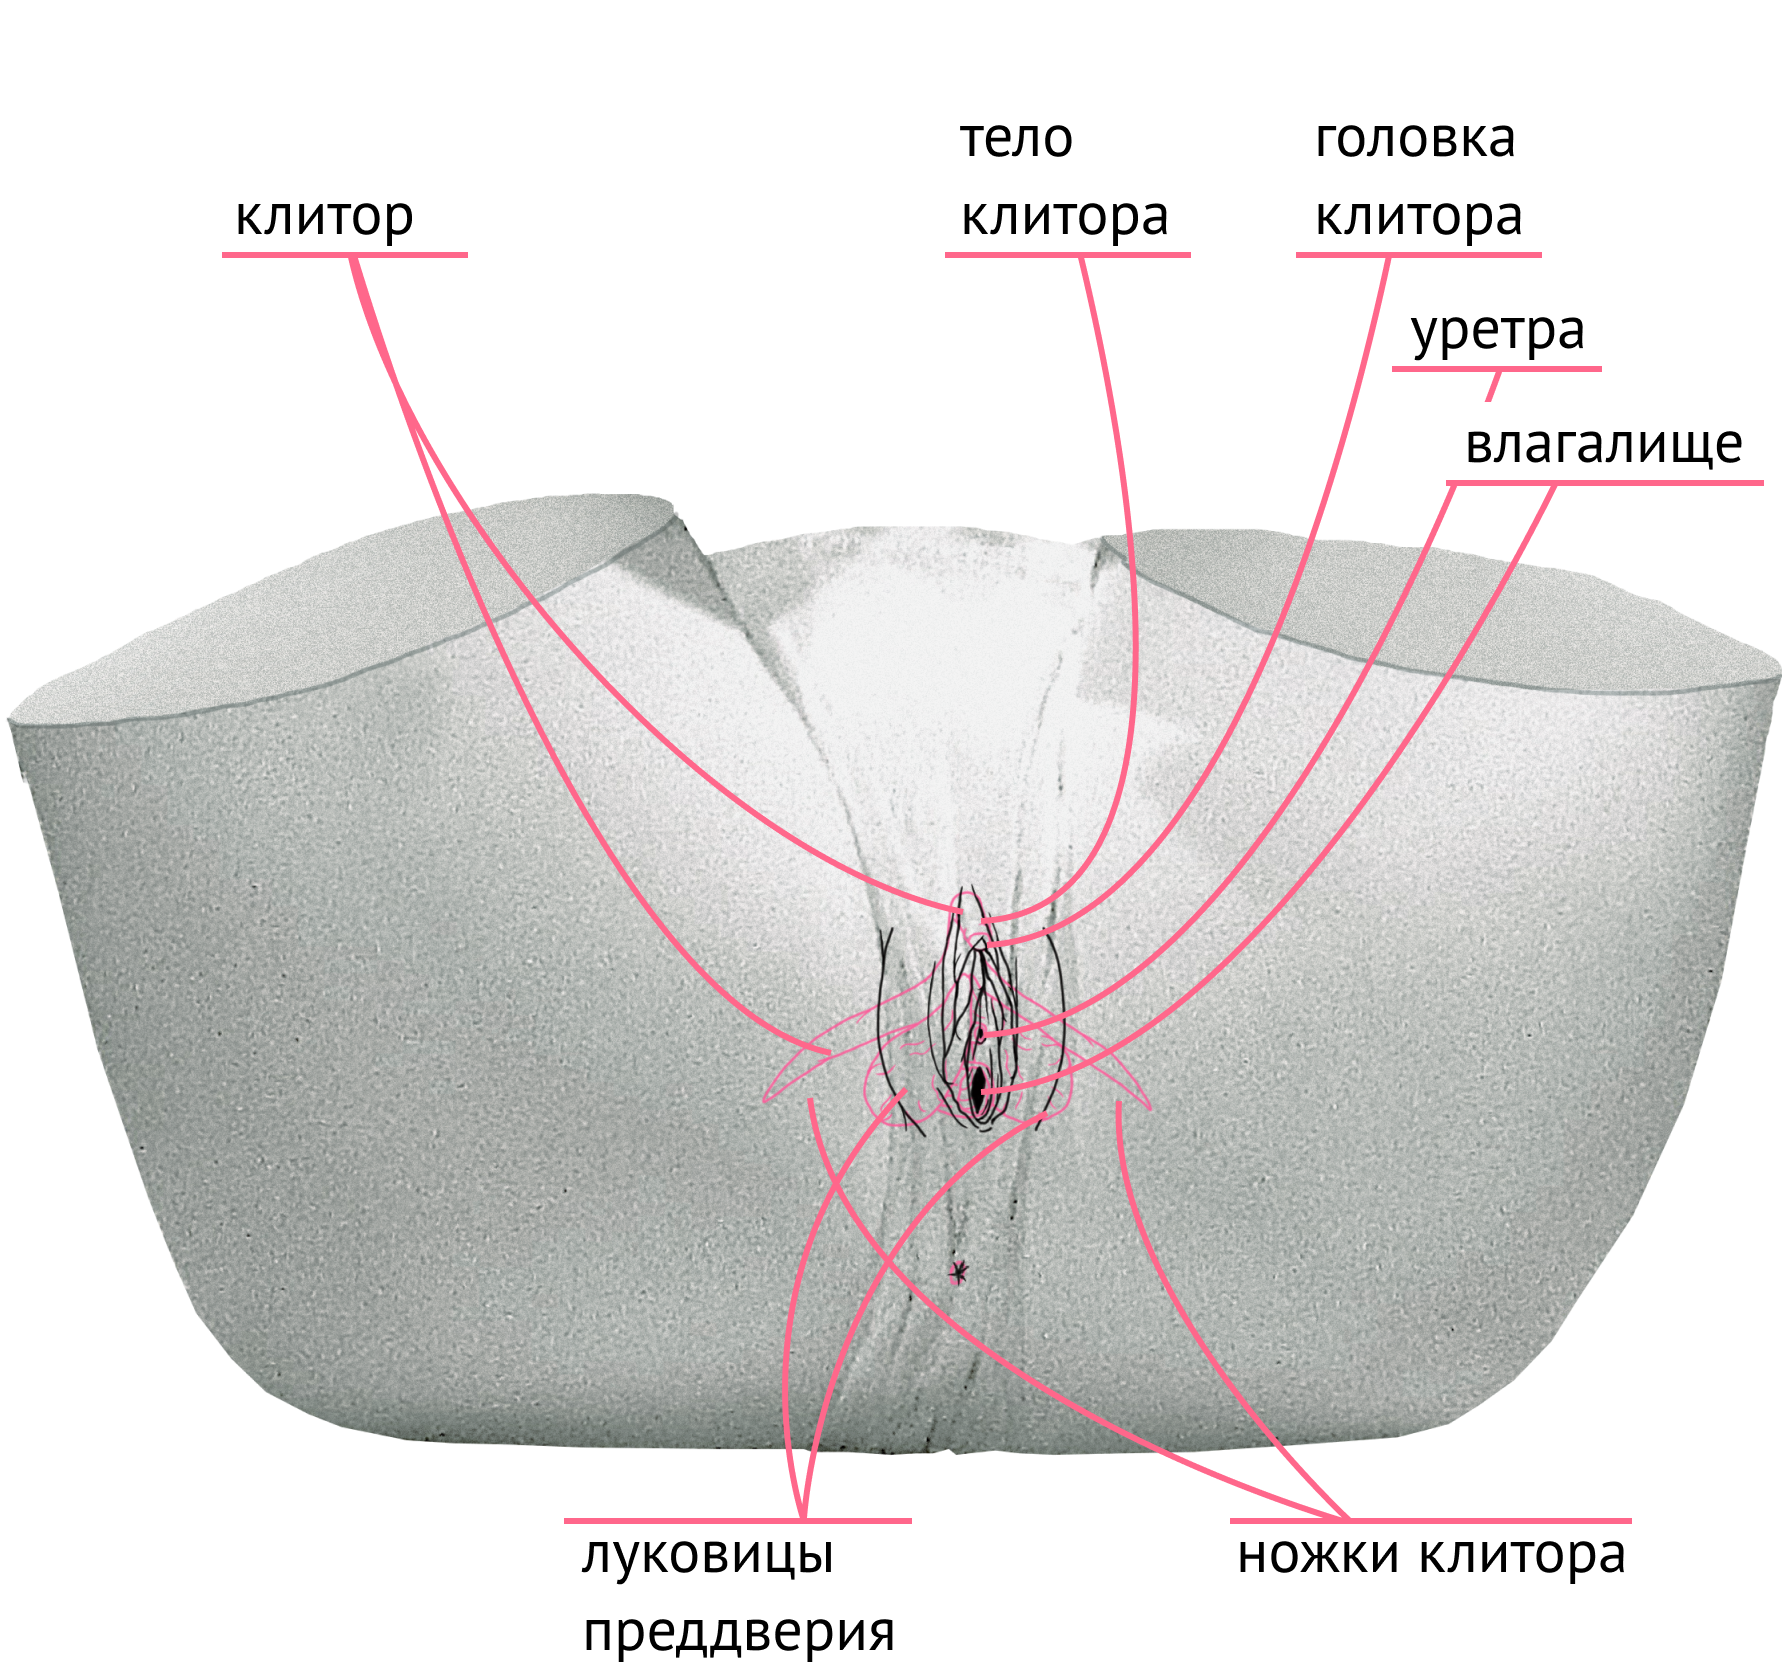 клитор
тело
клитора
головка
клитора
уретра
влагалище
луковицы
преддверия
ножки клитора